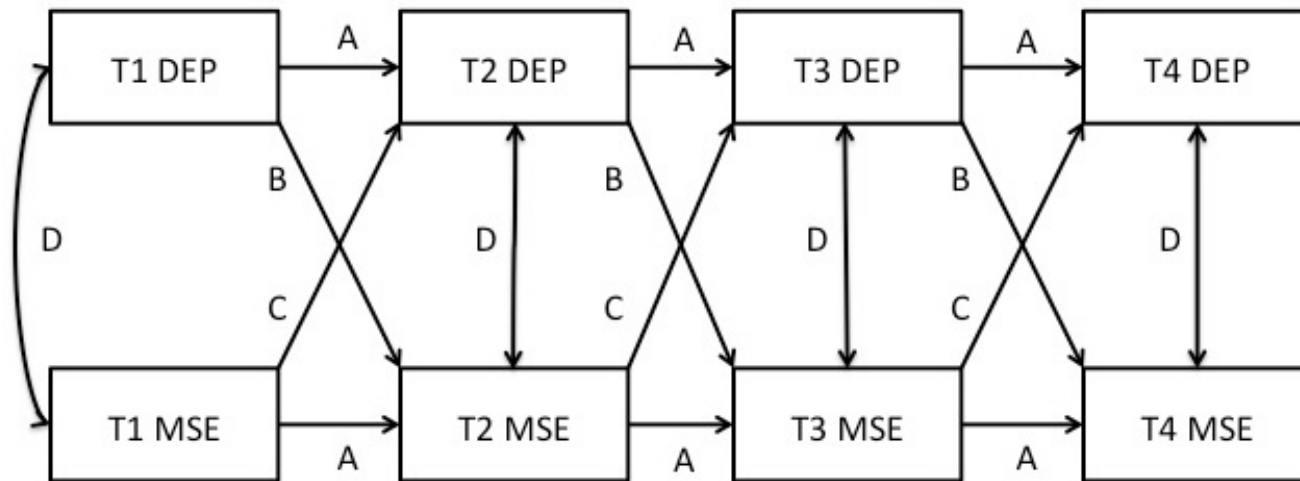 A A A
T1 DEP T2 DEP T3 DEP T4 DEP
B B B
D D D D
C C C
T1 MSE T2 MSE T3 MSE T4 MSE
A A A